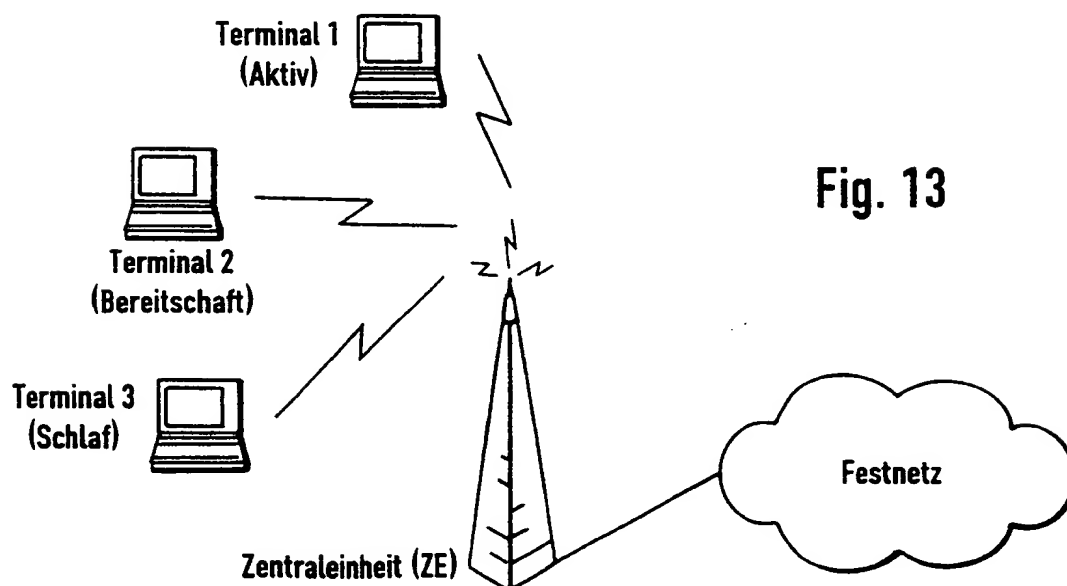 Terminal 1
(Aktiv)
Fig. 13
Terminal 2
(Bereitschaft)
Terminal 3
(Schlaf)
Festnetz
Zentraleinheit (ZE)